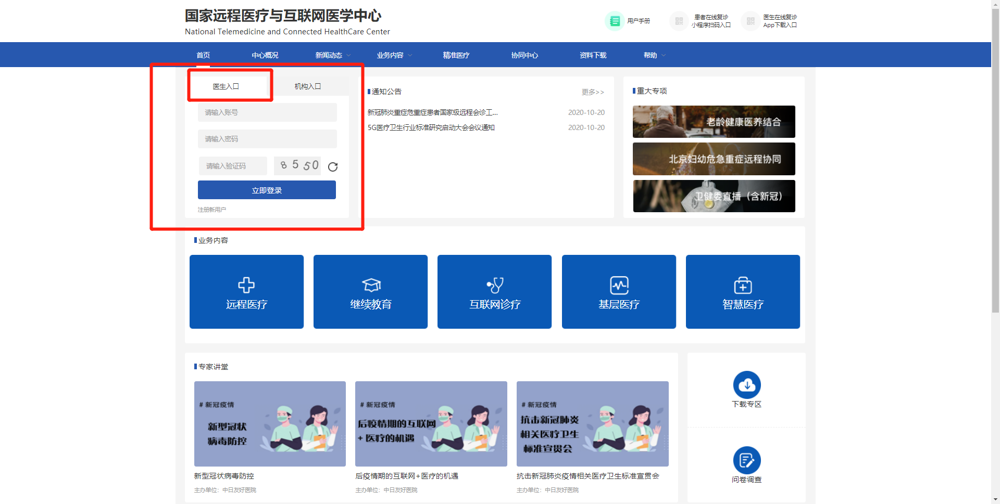 国家远程医疗与互联网医学中心
National Telemedicine and Connected HealthCare Center
用户手册
患者在线复诊
小程序扫码入口
医生在线复诊
App下载入口
首页 中心概况 新闻动态 业务内容 精准医疗 协同中心 资料下载 帮助
医生入口 机构入口
请输入账号
请输入密码
请输入验证码 8 5 5 0
立即登录
注册新用户
通知公告 更多>>
新冠肺炎重症危重症患者国家级远程会诊工... 2020-10-20
5G医疗卫生行业标准研究启动大会会议通知 2020-10-20
重大专项
老龄健康医养结合
北京妇幼危急重症远程协同
卫健委直播（含新冠）
业务内容
远程医疗 继续教育 互联网诊疗 基层医疗 智慧医疗
专家讲堂
# 新冠疫情
新型冠状
病毒防控
# 新冠疫情
后疫情期的互联网
+ 医疗的机遇
# 新冠疫情
抗击新冠肺炎
相关医疗卫生
标准宣贯会
新型冠状病毒防控
主办单位：中日友好医院
后疫情期的互联网+医疗的机遇
主办单位：中日友好医院
抗击新冠肺炎疫情相关医疗卫生标准宣贯会
主办单位：中日友好医院
下载专区
问卷调查